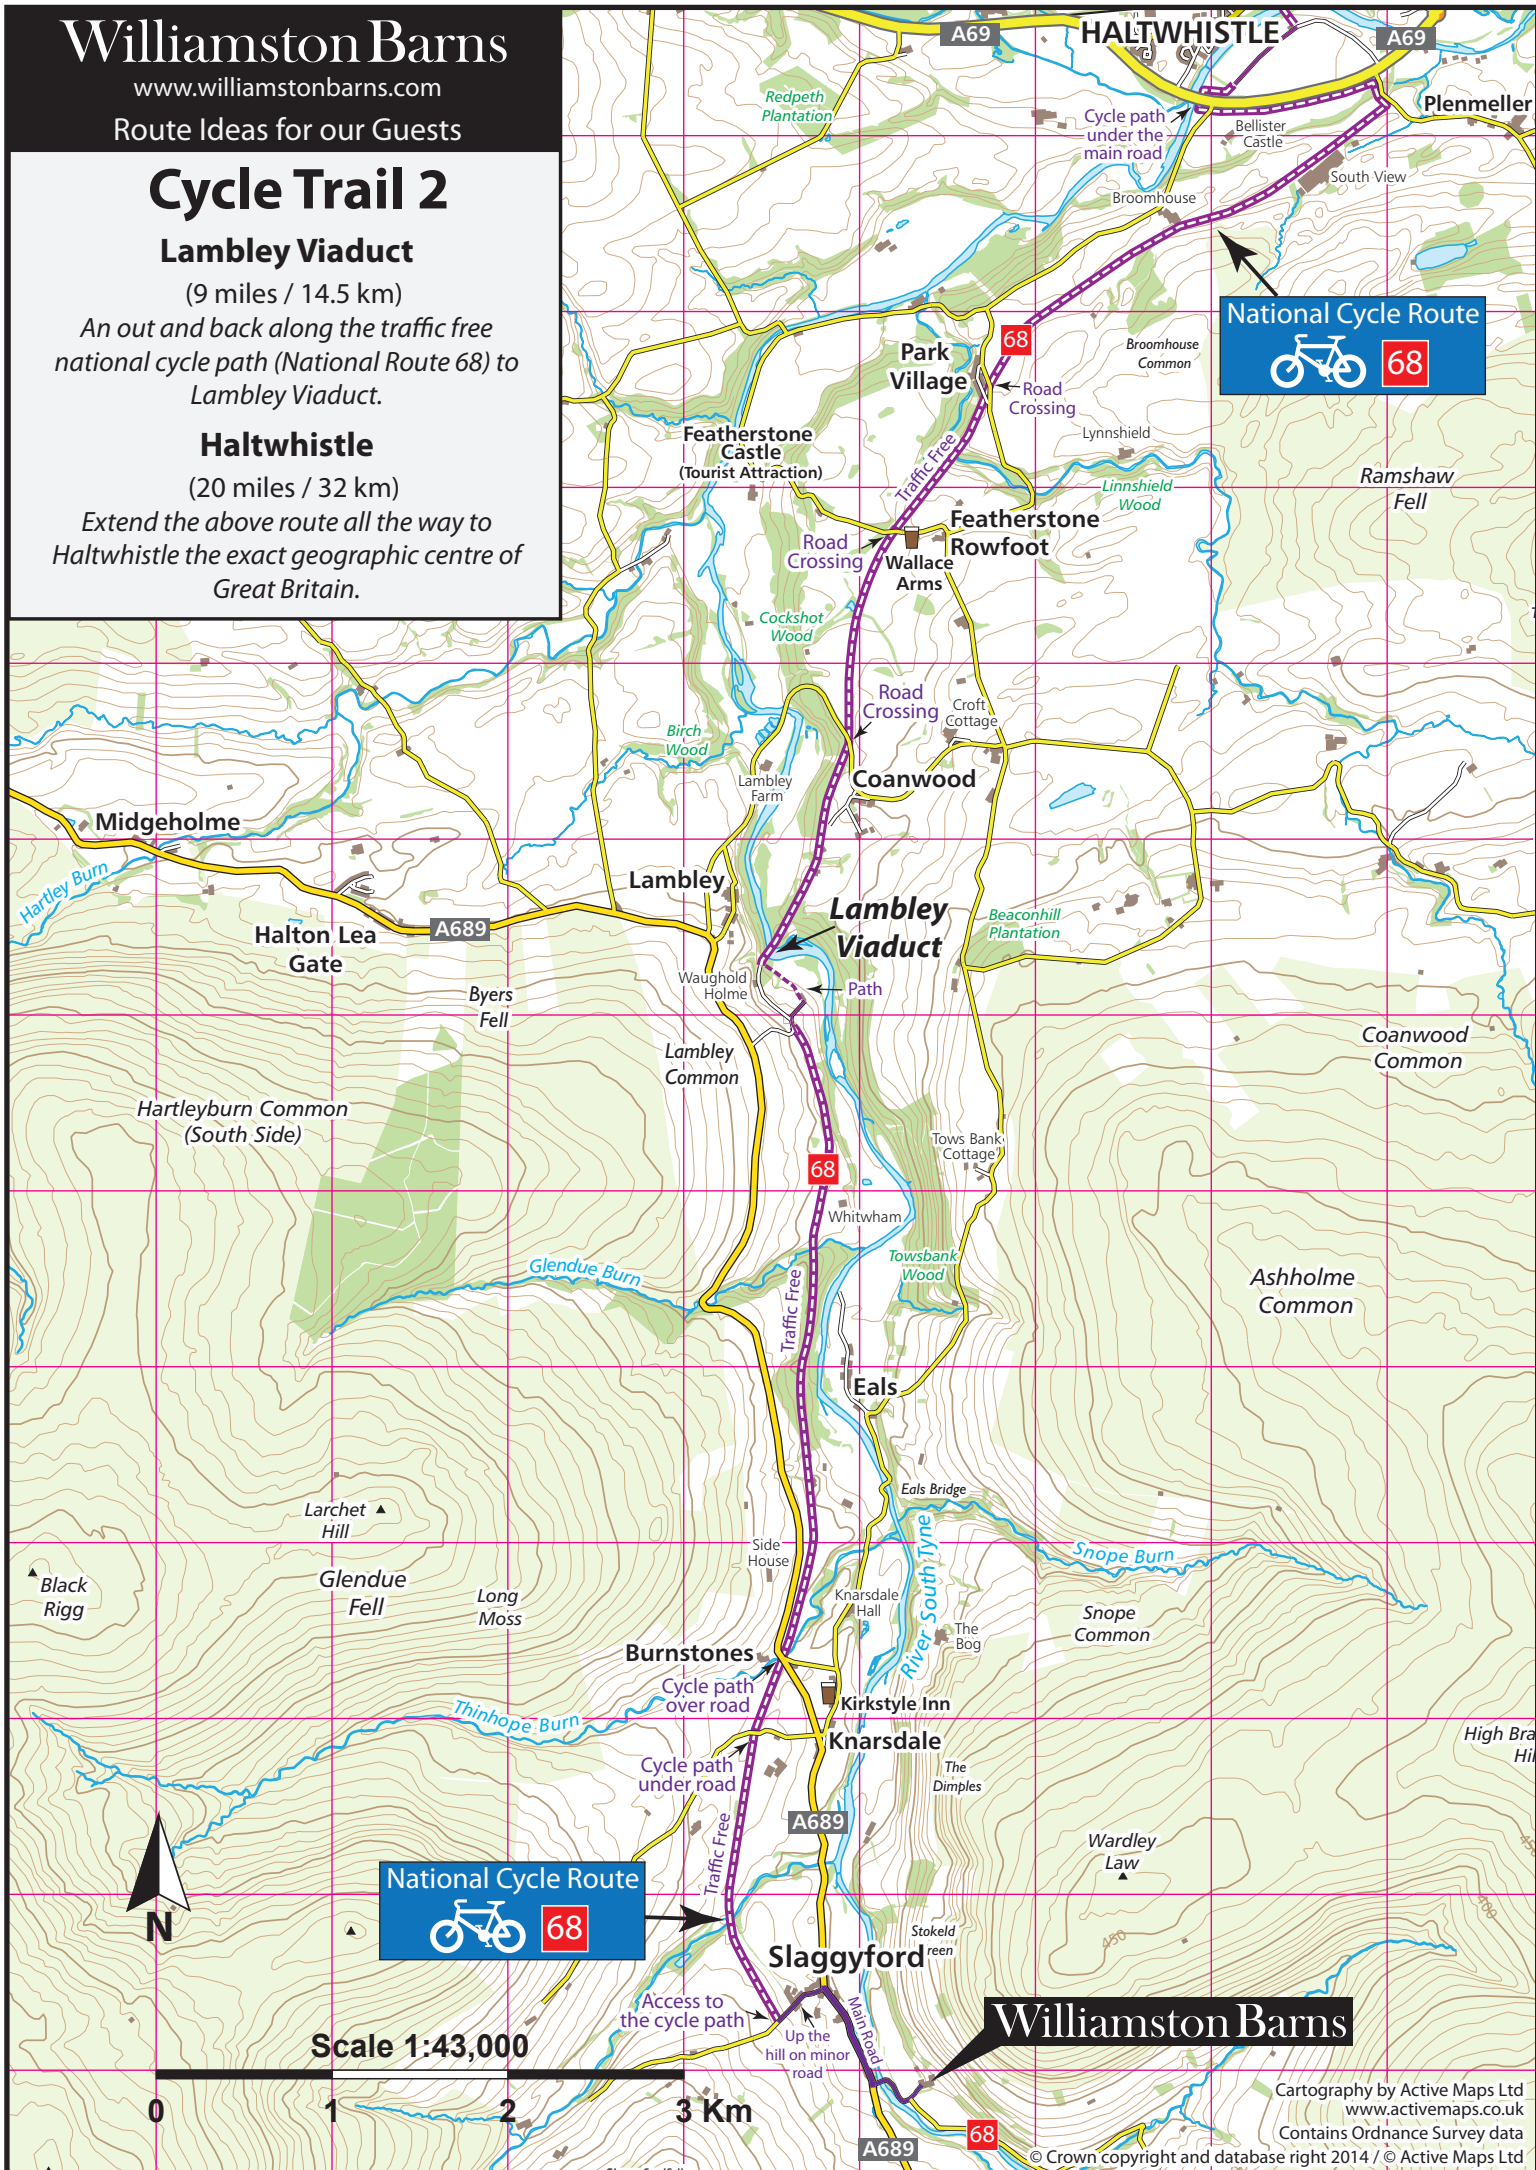 Williamston Barns
www.williamstonbarns.com
Route Ideas for our Guests
Cycle Trail 2
Lambley Viaduct
(9 miles / 14.5 km)
An out and back along the traffic free
national cycle path (National Route 68) to
Lambley Viaduct.
Haltwhistle
(20 miles / 32 km)
Extend the above route all the way to
Haltwhistle the exact geographic centre of
Great Britain.
A69
HALTWHISTLE
A69
Redpeth
Plantation
Cycle path
under the
main road
Bellister
Castle
Plenmeller
South View
Broomhouse
National Cycle Route
68
68
Park
Village
Road
Crossing
Broomhouse
Common
Featherstone
Castle
(Tourist Attraction)
Traffic Free
Lynnshield
Linnshield
Wood
Ramshaw
Fell
Featherstone
Rowfoot
Road
Crossing
Wallace
Arms
Cockshot
Wood
Road
Crossing
Croft
Cottage
Birch
Wood
Lambley
Farm
Coanwood
Midgeholme
Hartley Burn
Lambley
Halton Lea
Gate
A689
Lambley
Viaduct
Beaconhill
Plantation
Waughold
Holme
Path
Byers
Fell
Lambley
Common
Coanwood
Common
Hartleyburn Common
(South Side)
Tows Bank
Cottage
68
Whitwham
Glendue Burn
Towsbank
Wood
Ashholme
Common
Traffic Free
Eals
Eals Bridge
Larchet
Hill
Side
House
River South Tyne
Snope Burn
Black
Rigg
Glendue
Fell
Long
Moss
Knarsdale
Hall
The
Bog
Snope
Common
Burnstones
Cycle path
over road
Kirkstyle Inn
Thinhope Burn
Knarsdale
High Bra
Hil
Cycle path
under road
The
Dimples
A689
Wardley
Law
Traffic Free
National Cycle Route
68
N
400
450
450
Stokeld
reen
Slaggyford
Access to
the cycle path
Up the
hill on minor
road
Main Road
Williamston Barns
Scale 1:43,000
0 1 2 3 Km
68
A689
Cartography by Active Maps Ltd
www.activemaps.co.uk
Contains Ordnance Survey data
© Crown copyright and database right 2014 / © Active Maps Ltd